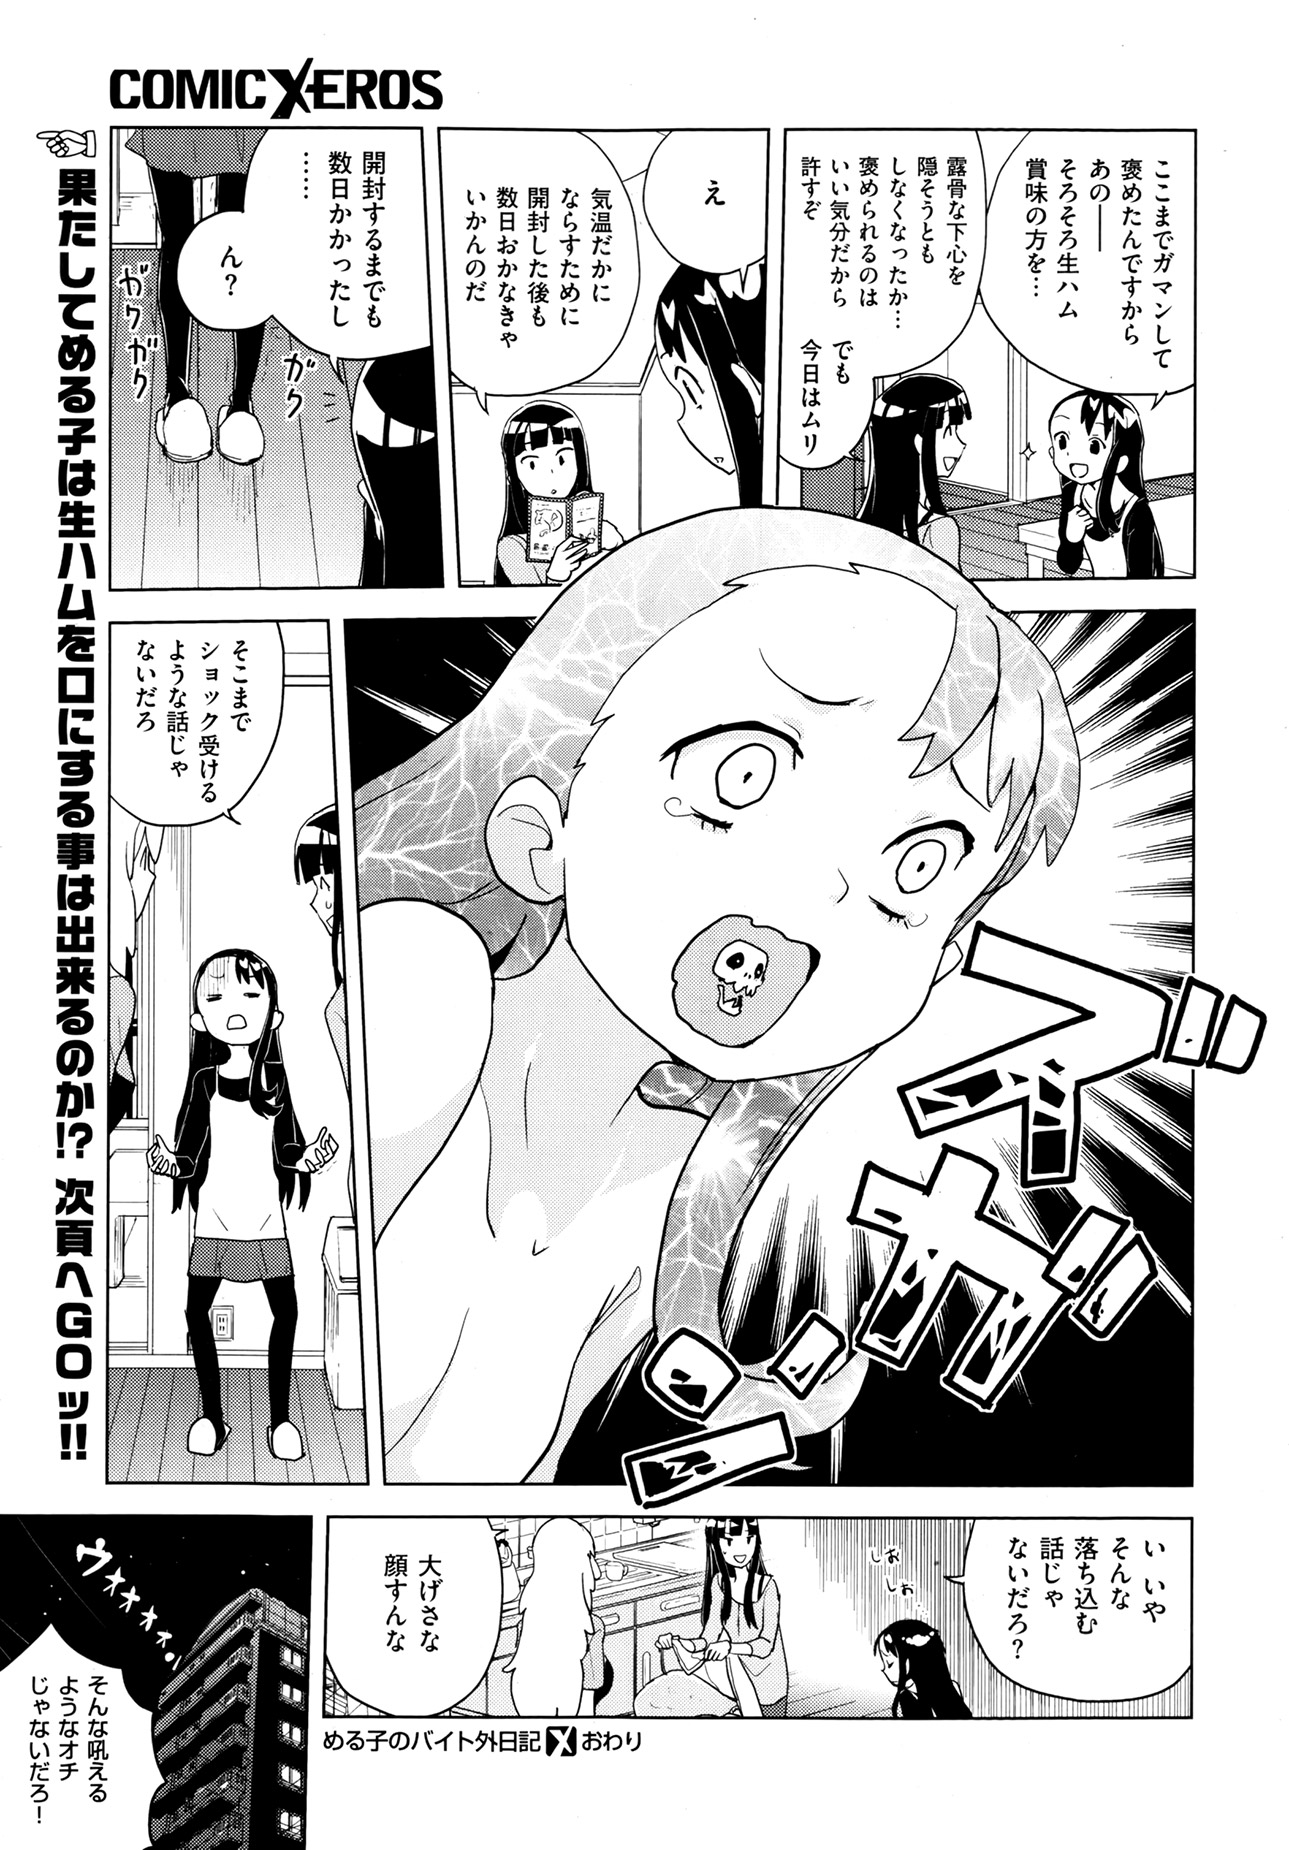 COMIC X-EROS
ここまでガマンして
褒めたんですから
あの――
そろそろ生ハム
賞味の方を…
露骨な下心を
隠そうとも
しなくなったか…
褒められるのは
いい気分だから
許すぞ
でも
今日はムリ
え
気温だかに
ならすために
開封した後も
数日おかなきゃ
いかんのだ
開封するまでも
数日かかったし
……
ん?
ガク
ガクガク
ズガーン!!
そこまで
ショック受ける
ような話じゃ
ないだろ
い いや
そんな
落ち込む
話じゃ
ないだろ?
しお
しお…
大げさな
顔すんな
ウォォォォ…
そんな吼える
ようなオチ
じゃないだろ!
める子のバイト外日記 X おわり
果たしてめる子は生ハムを口にする事は出来るのか!? 次頁へGOッ!!